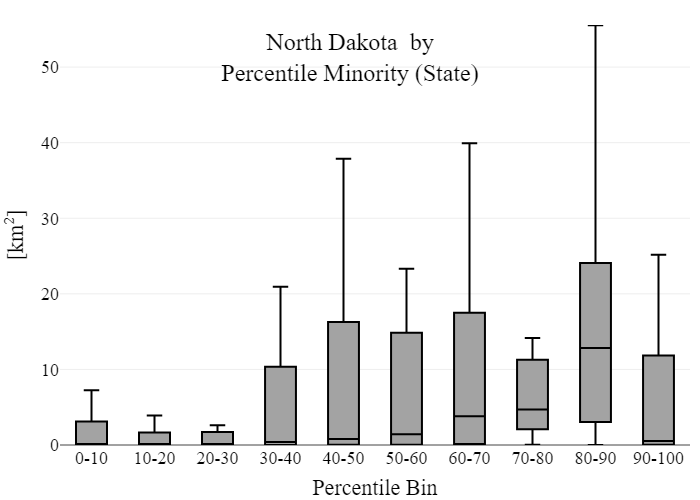 North Dakota by
Percentile Minority (State)
[km²]
50
40
30
20
10
0
0-10 10-20 20-30 30-40 40-50 50-60 60-70 70-80 80-90 90-100
Percentile Bin